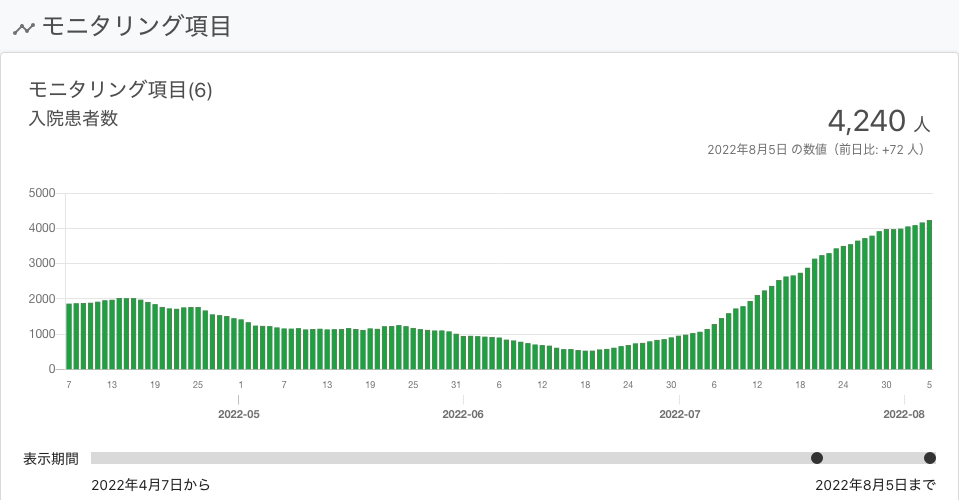 モニタリング項目
モニタリング項目(6)
入院患者数
4,240 人
2022年8月5日 の数値（前日比: +72 人）
5000
4000
3000
2000
1000
0
7 13 19 25 1 7 13 19 25 31 6 12 18 24 30 6 12 18 24 30 5
2022-05 2022-06 2022-07 2022-08
表示期間
2022年4月7日から 2022年8月5日まで